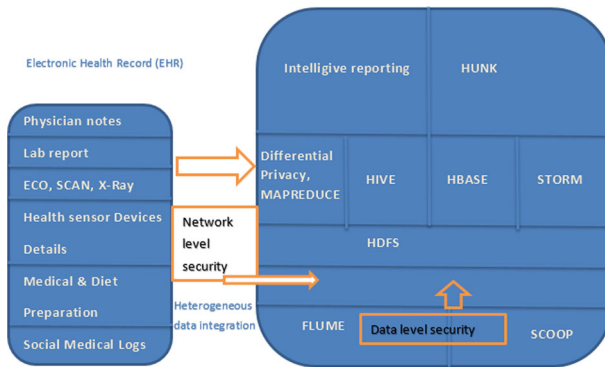 Electronic Health Record (EHR)
Physician notes
Lab report
ECO, SCAN, X-Ray
Health sensor Devices
Details
Medical & Diet
Preparation
Social Medical Logs
Network
level
security
Heterogeneous
data integration
Intelligive reporting
HUNK
Differential
Privacy,
MAPREDUCE
HIVE
HBASE
STORM
HDFS
FLUME
Data level security
SCOOP